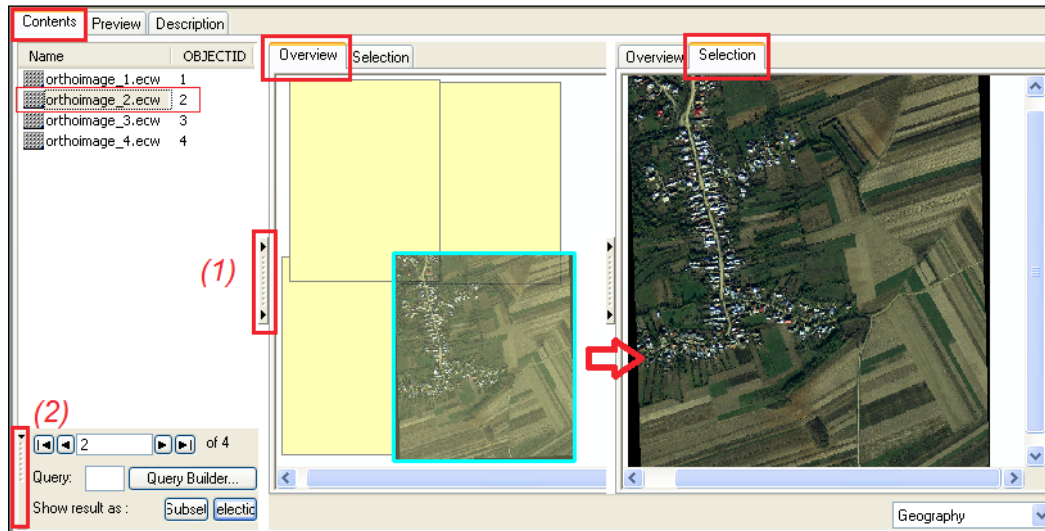 Contents Preview Description
Name OBJECTID
orthoimage_1.ecw 1
orthoimage_2.ecw 2
orthoimage_3.ecw 3
orthoimage_4.ecw 4
(2)
2 of 4
Query: Query Builder...
Show result as : Subsel electio
(1)
Overview Selection
Overview Selection
Geography